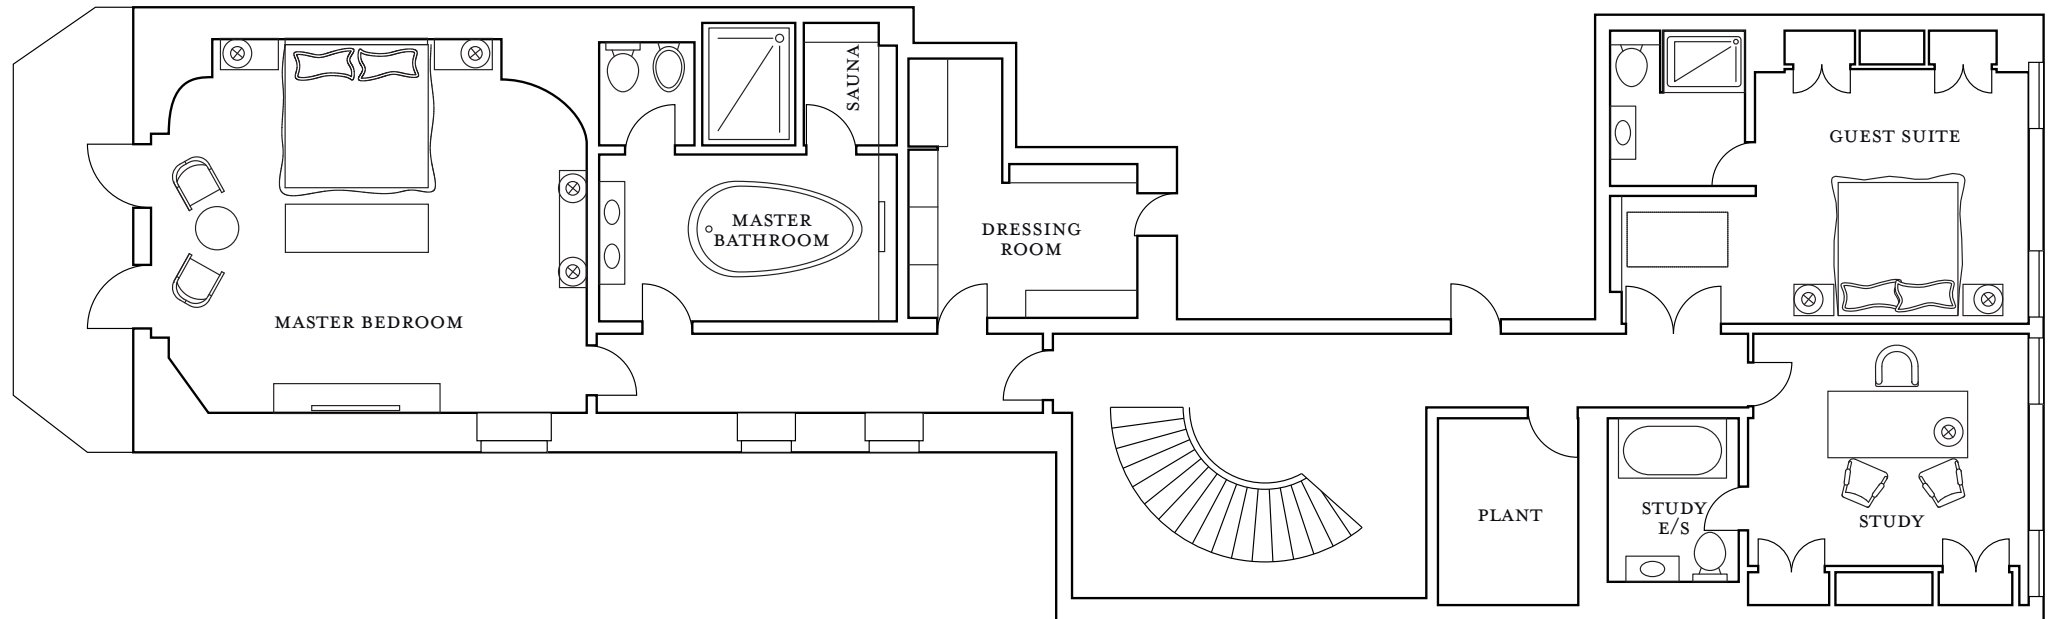 SAUNA
GUEST SUITE
MASTER
BATHROOM
DRESSING
ROOM
MASTER BEDROOM
STUDY
E/S
PLANT
STUDY